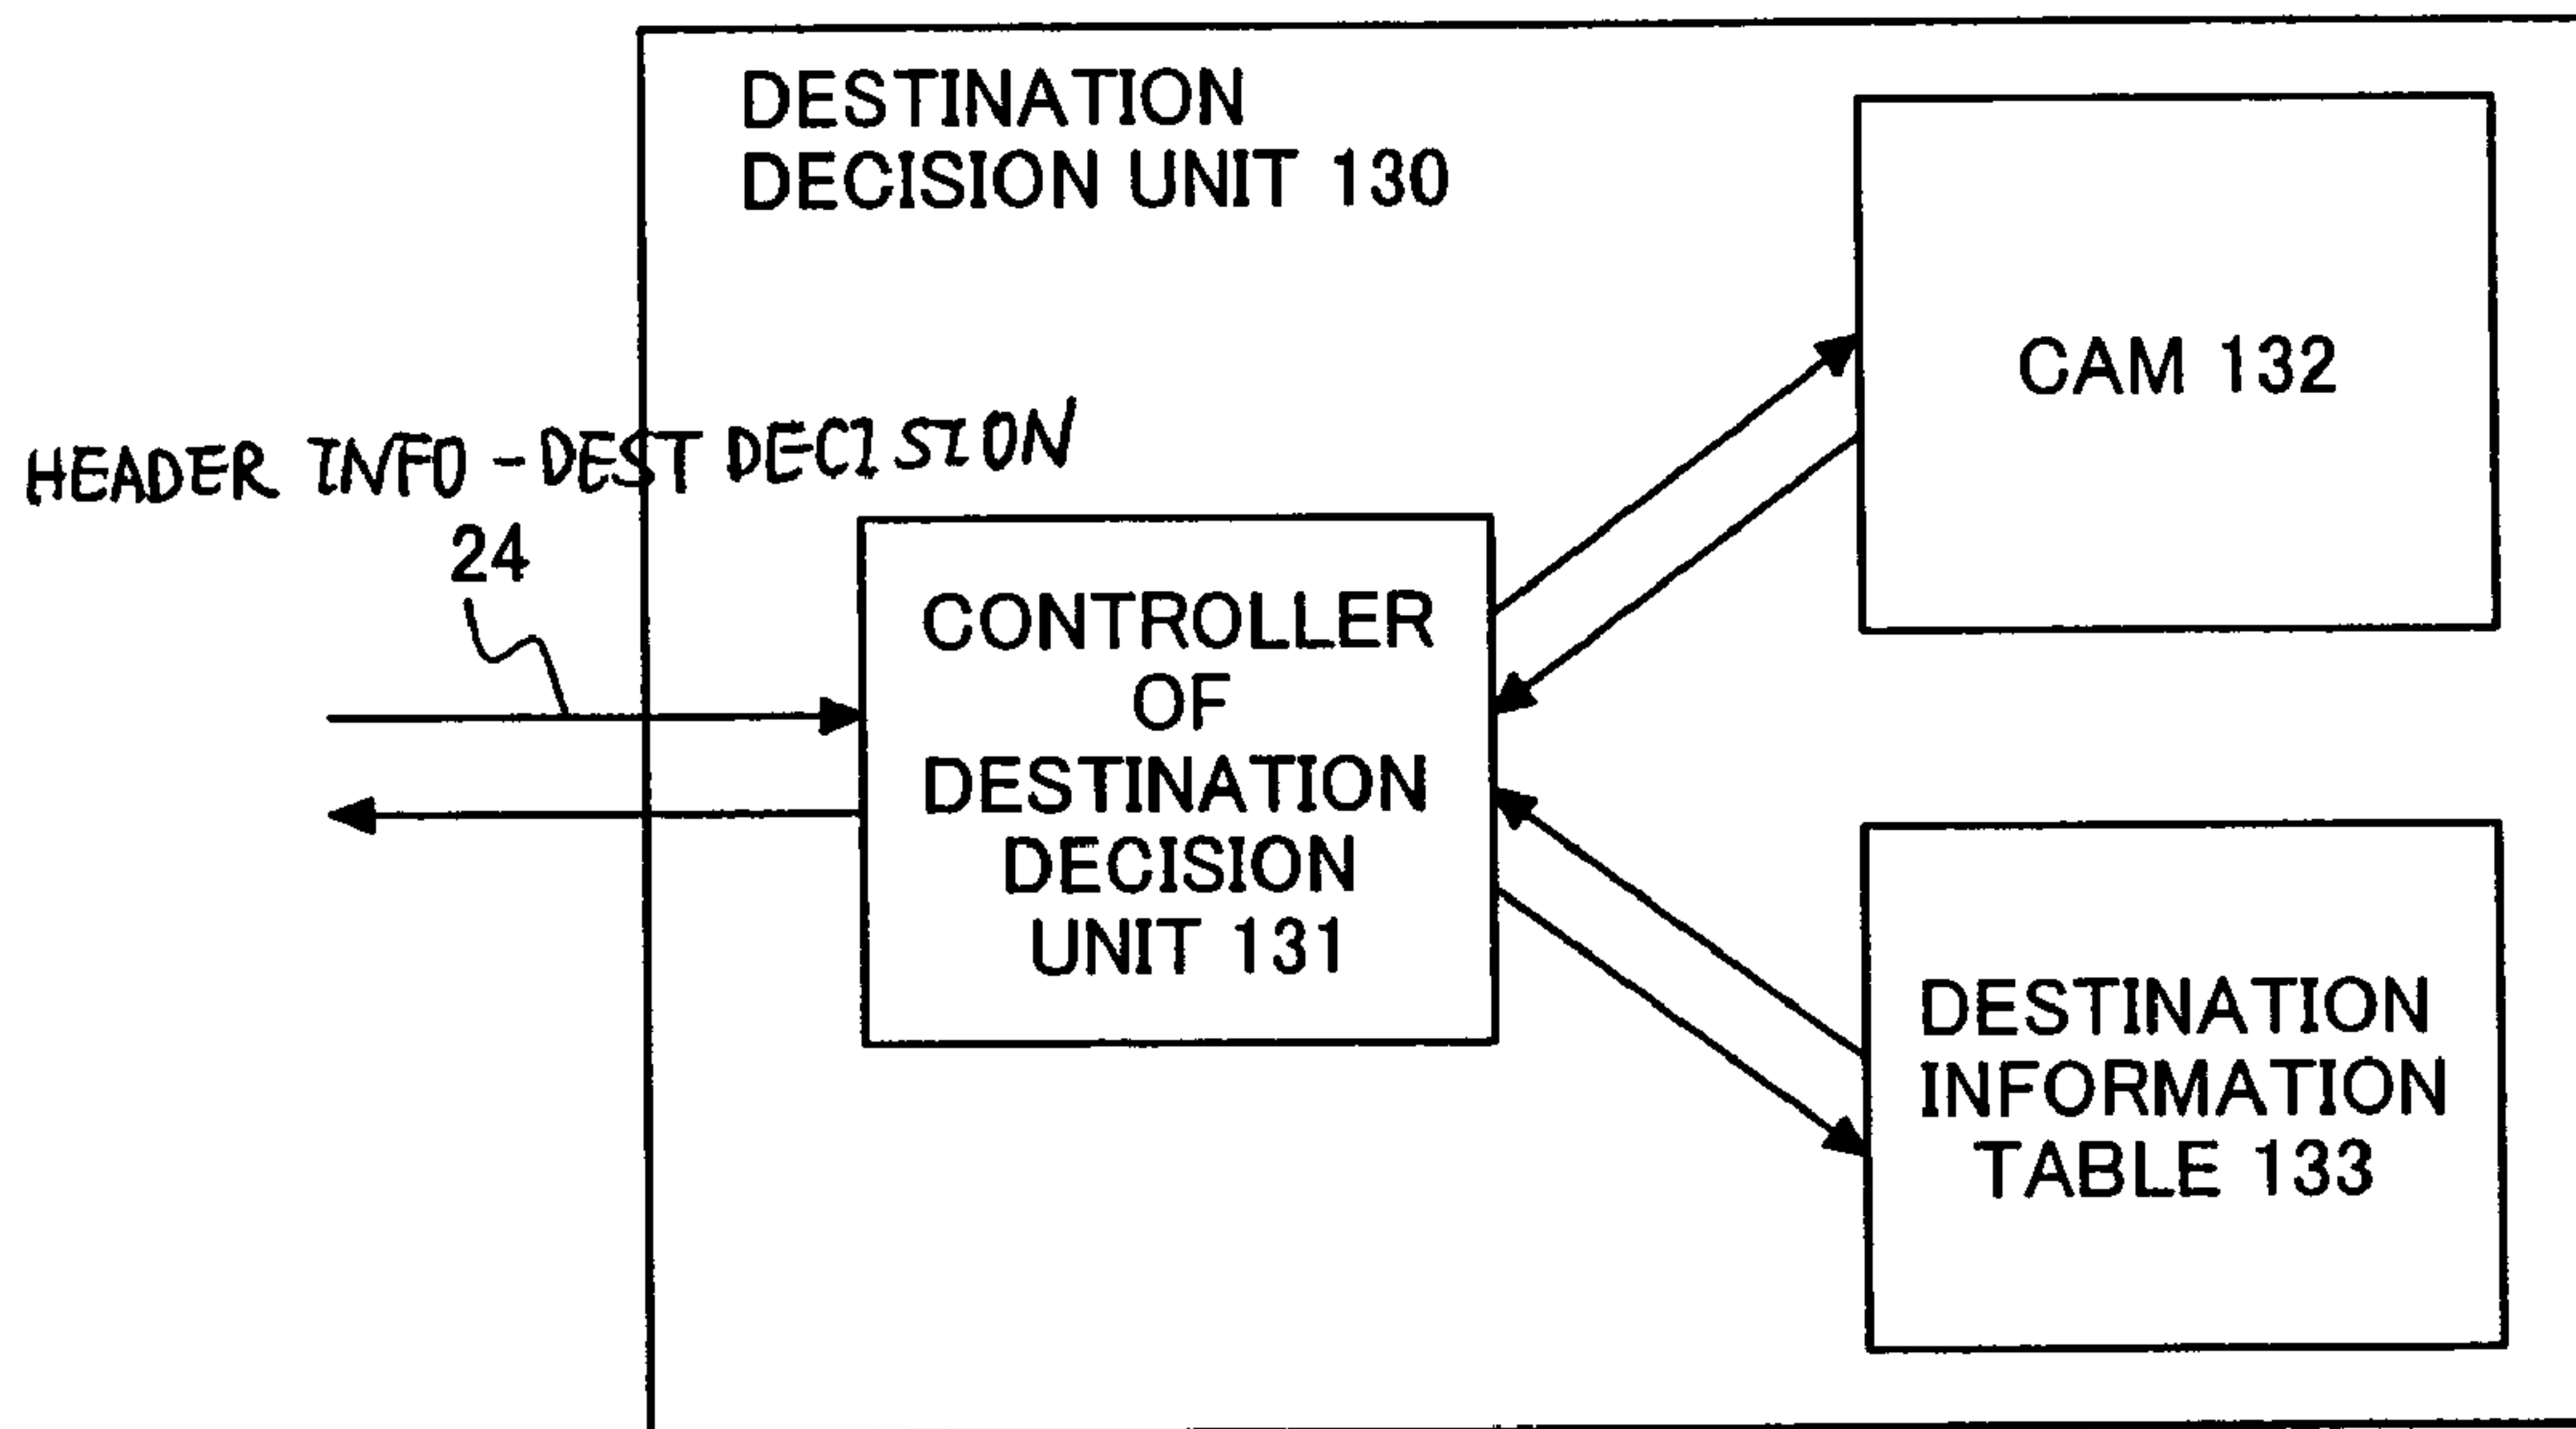 DESTINATION
DECISION UNIT 130
CAM 132
HEADER INFO-DEST DECISION
24
CONTROLLER
OF
DESTINATION
DECISION
UNIT 131
DESTINATION
INFORMATION
TABLE 133